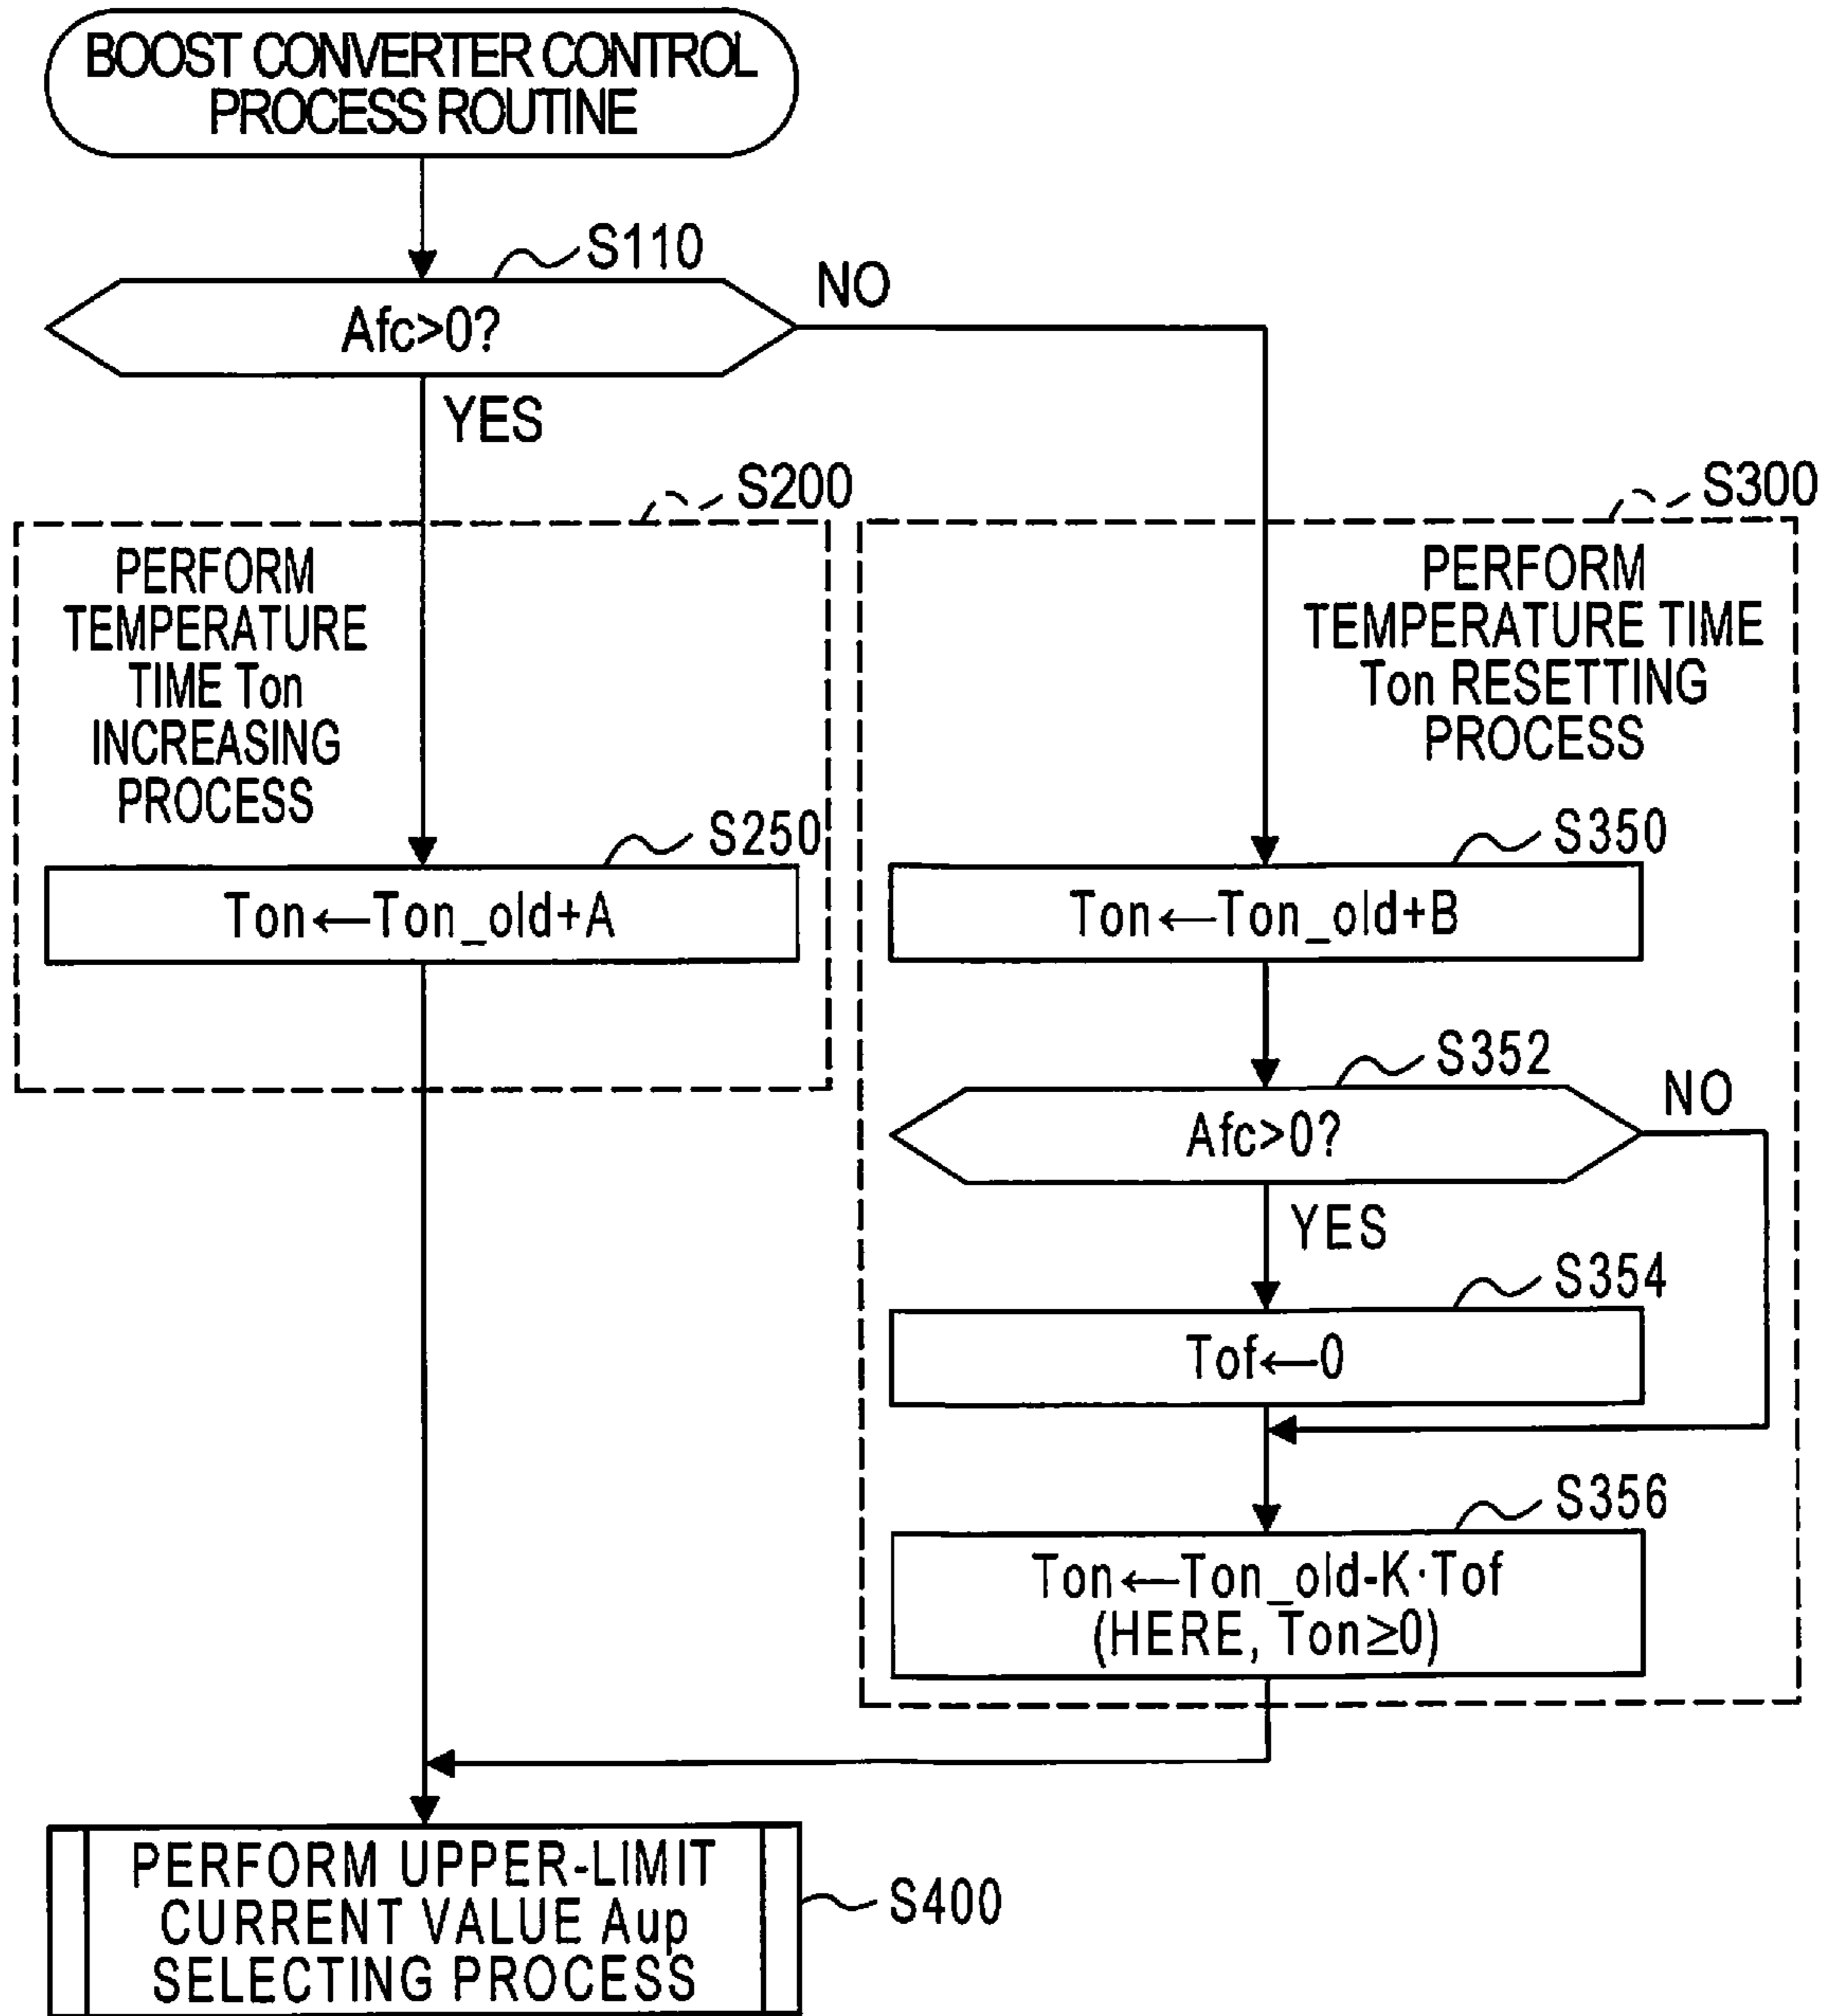 BOOST CONVERTER CONTROL
PROCESS ROUTINE
S110
Afc>0?
NO
YES
S200
PERFORM
TEMPERATURE
TIME Ton
INCREASING
PROCESS
S250
Ton←Ton_old+A
S300
PERFORM
TEMPERATURE TIME
Ton RESETTING
PROCESS
S350
Ton←Ton_old+B
S352
Afc>0?
NO
YES
S354
Tof←0
S356
Ton←Ton_old-K·Tof
(HERE, Ton≥0)
PERFORM UPPER-LIMIT
CURRENT VALUE Aup
SELECTING PROCESS
S400